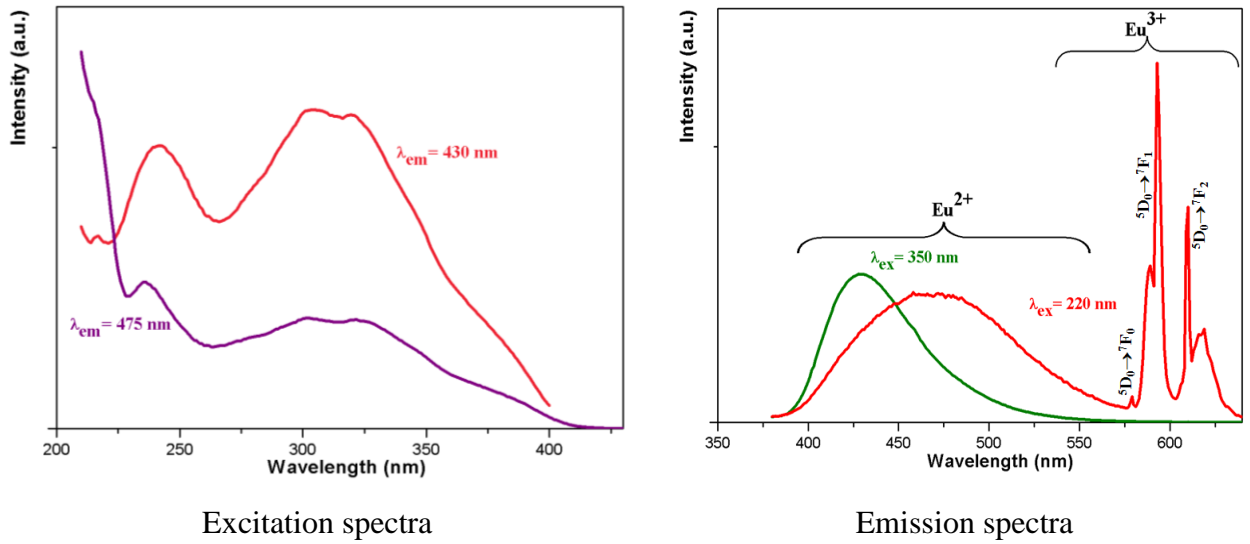 Intensity (a.u.)
λem= 430 nm
λem= 475 nm
200 250 300 350 400
Wavelength (nm)
Excitation spectra
Intensity (a.u.)
Eu3+
Eu2+
λex= 350 nm
λex= 220 nm
5D0→7F0
5D0→7F1
5D0→7F2
350 400 450 500 550 600
Wavelength (nm)
Emission spectra